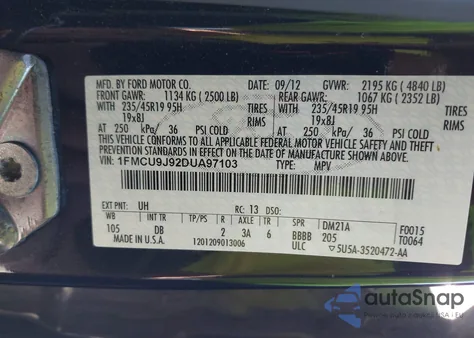 MFD. BY FORD MOTOR CO. 09/12 GVWR: 2195 KG ( 4840 LB)
FRONT GAWR: 1134 KG ( 2500 LB) REAR GAWR: 1067 KG ( 2352 LB)
WITH 235/45R19 95H TIRES WITH 235/45R19 95H TIRES
19x8J RIMS 19x8J RIMS
AT 250 kPa/ 36 PSI COLD AT 250 kPa/ 36 PSI COLD
THIS VEHICLE CONFORMS TO ALL APPLICABLE FEDERAL MOTOR VEHICLE SAFETY AND THEFT
PREVENTION STANDARDS IN EFFECT ON THE DATE OF MANUFACTURE SHOWN ABOVE.
VIN: 1FMCU9J92DUA97103 TYPE: MPV
EXT PNT: UH RC: 13 DSO: F0015
WB INT TR TP/PS R AXLE TR SPR DM21A T0064
105 DB 2 3A 6 BBBB 205
MADE IN U.S.A. 1201209013006 ULC 5U5A-3520472-AA
autoSnap